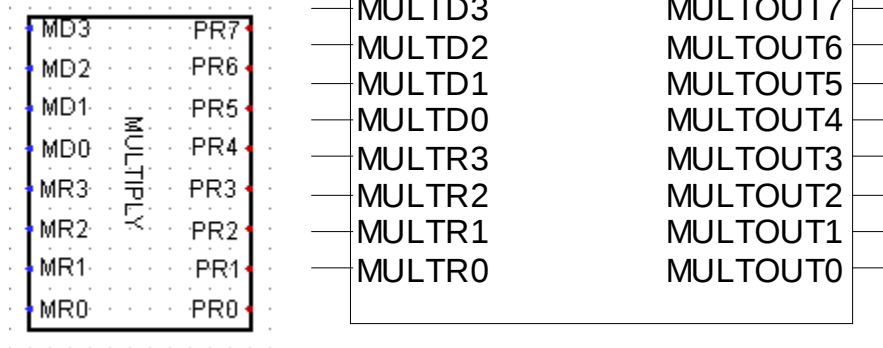 MD3 PR7
MD2 PR6
MD1 PR5
MD0 PR4
MR3 PR3
MR2 PR2
MR1 PR1
MR0 PR0
MULTIPLY
MULTD3 MULTOUT7
MULTD2 MULTOUT6
MULTD1 MULTOUT5
MULTD0 MULTOUT4
MULTR3 MULTOUT3
MULTR2 MULTOUT2
MULTR1 MULTOUT1
MULTR0 MULTOUT0